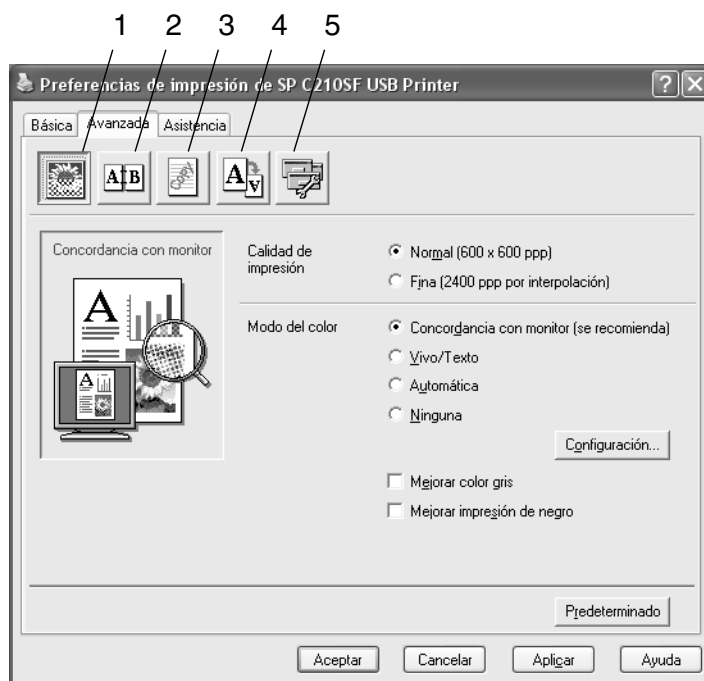 1 2 3 4 5
Preferencias de impresión de SP C210SF USB Printer
Básica Avanzada Asistencia
A B Copy A A
Concordancia con monitor
A
A
Calidad de
impresión
Normal (600 x 600 ppp)
Fina (2400 ppp por interpolación)
Modo del color
Concordancia con monitor (se recomienda)
Vivo/Texto
Automática
Ninguna
Configuración...
Mejorar color gris
Mejorar impresión de negro
Predeterminado
Aceptar Cancelar Aplicar Ayuda